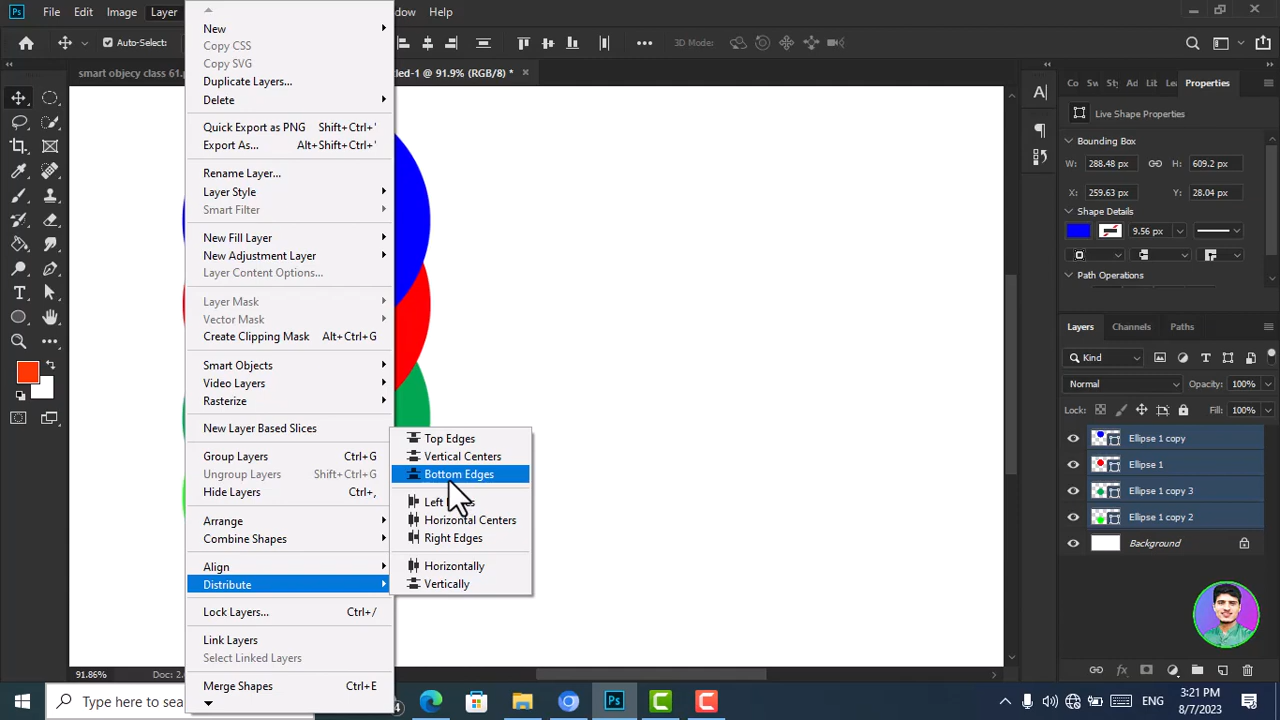 Ps File Edit Image Layer ndow Help
Auto-Select: 3D Mode:
smart objecy class 61.p tled-1 @ 91.9% (RGB/8) *
New
Copy CSS
Copy SVG
Duplicate Layers...
Delete
Quick Export as PNG Shift+Ctrl+'
Export As... Alt+Shift+Ctrl+'
Rename Layer...
Layer Style
Smart Filter
New Fill Layer
New Adjustment Layer
Layer Content Options...
Layer Mask
Vector Mask
Create Clipping Mask Alt+Ctrl+G
Smart Objects
Video Layers
Rasterize
New Layer Based Slices
Group Layers Ctrl+G
Ungroup Layers Shift+Ctrl+G
Hide Layers Ctrl+,
Arrange
Combine Shapes
Align
Distribute
Lock Layers... Ctrl+/
Link Layers
Select Linked Layers
Merge Shapes Ctrl+E
Top Edges
Vertical Centers
Bottom Edges
Left
Horizontal Centers
Right Edges
Horizontally
Vertically
Co Sw St Ad Lit Lea Properties
Live Shape Properties
Bounding Box
W: 288.48 px H: 609.2 px
X: 259.63 px Y: 28.04 px
Shape Details
9.56 px
Path Operations
Layers Channels Paths
Kind
Normal Opacity: 100%
Lock: Fill: 100%
Ellipse 1 copy
Ellipse 1
Ellipse 1 copy 3
Ellipse 1 copy 2
Background
91.86% Doc: 2.
Type here to se
4
Ps
ENG
3:21 PM
8/7/2023